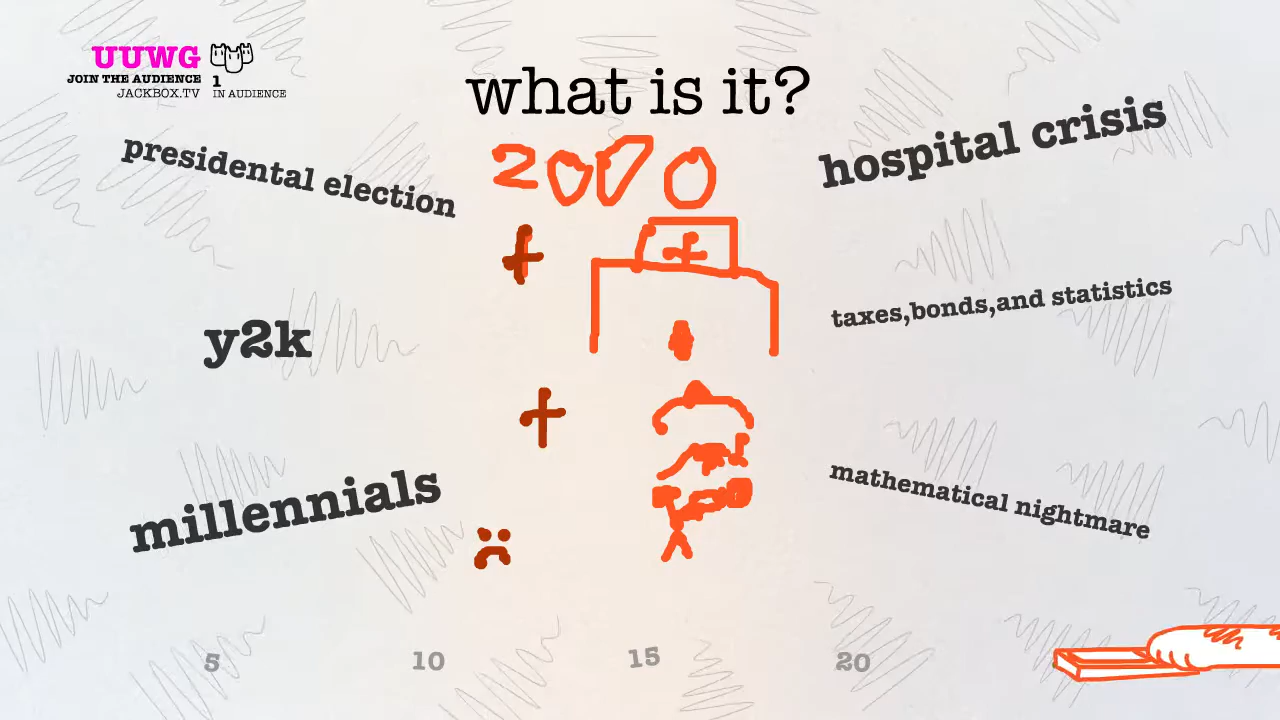 UUWG
JOIN THE AUDIENCE
JACKBOX.TV
1
IN AUDIENCE
what is it?
presidental election
hospital crisis
2000
y2k
taxes,bonds,and statistics
millennials
mathematical nightmare
5
10
15
20